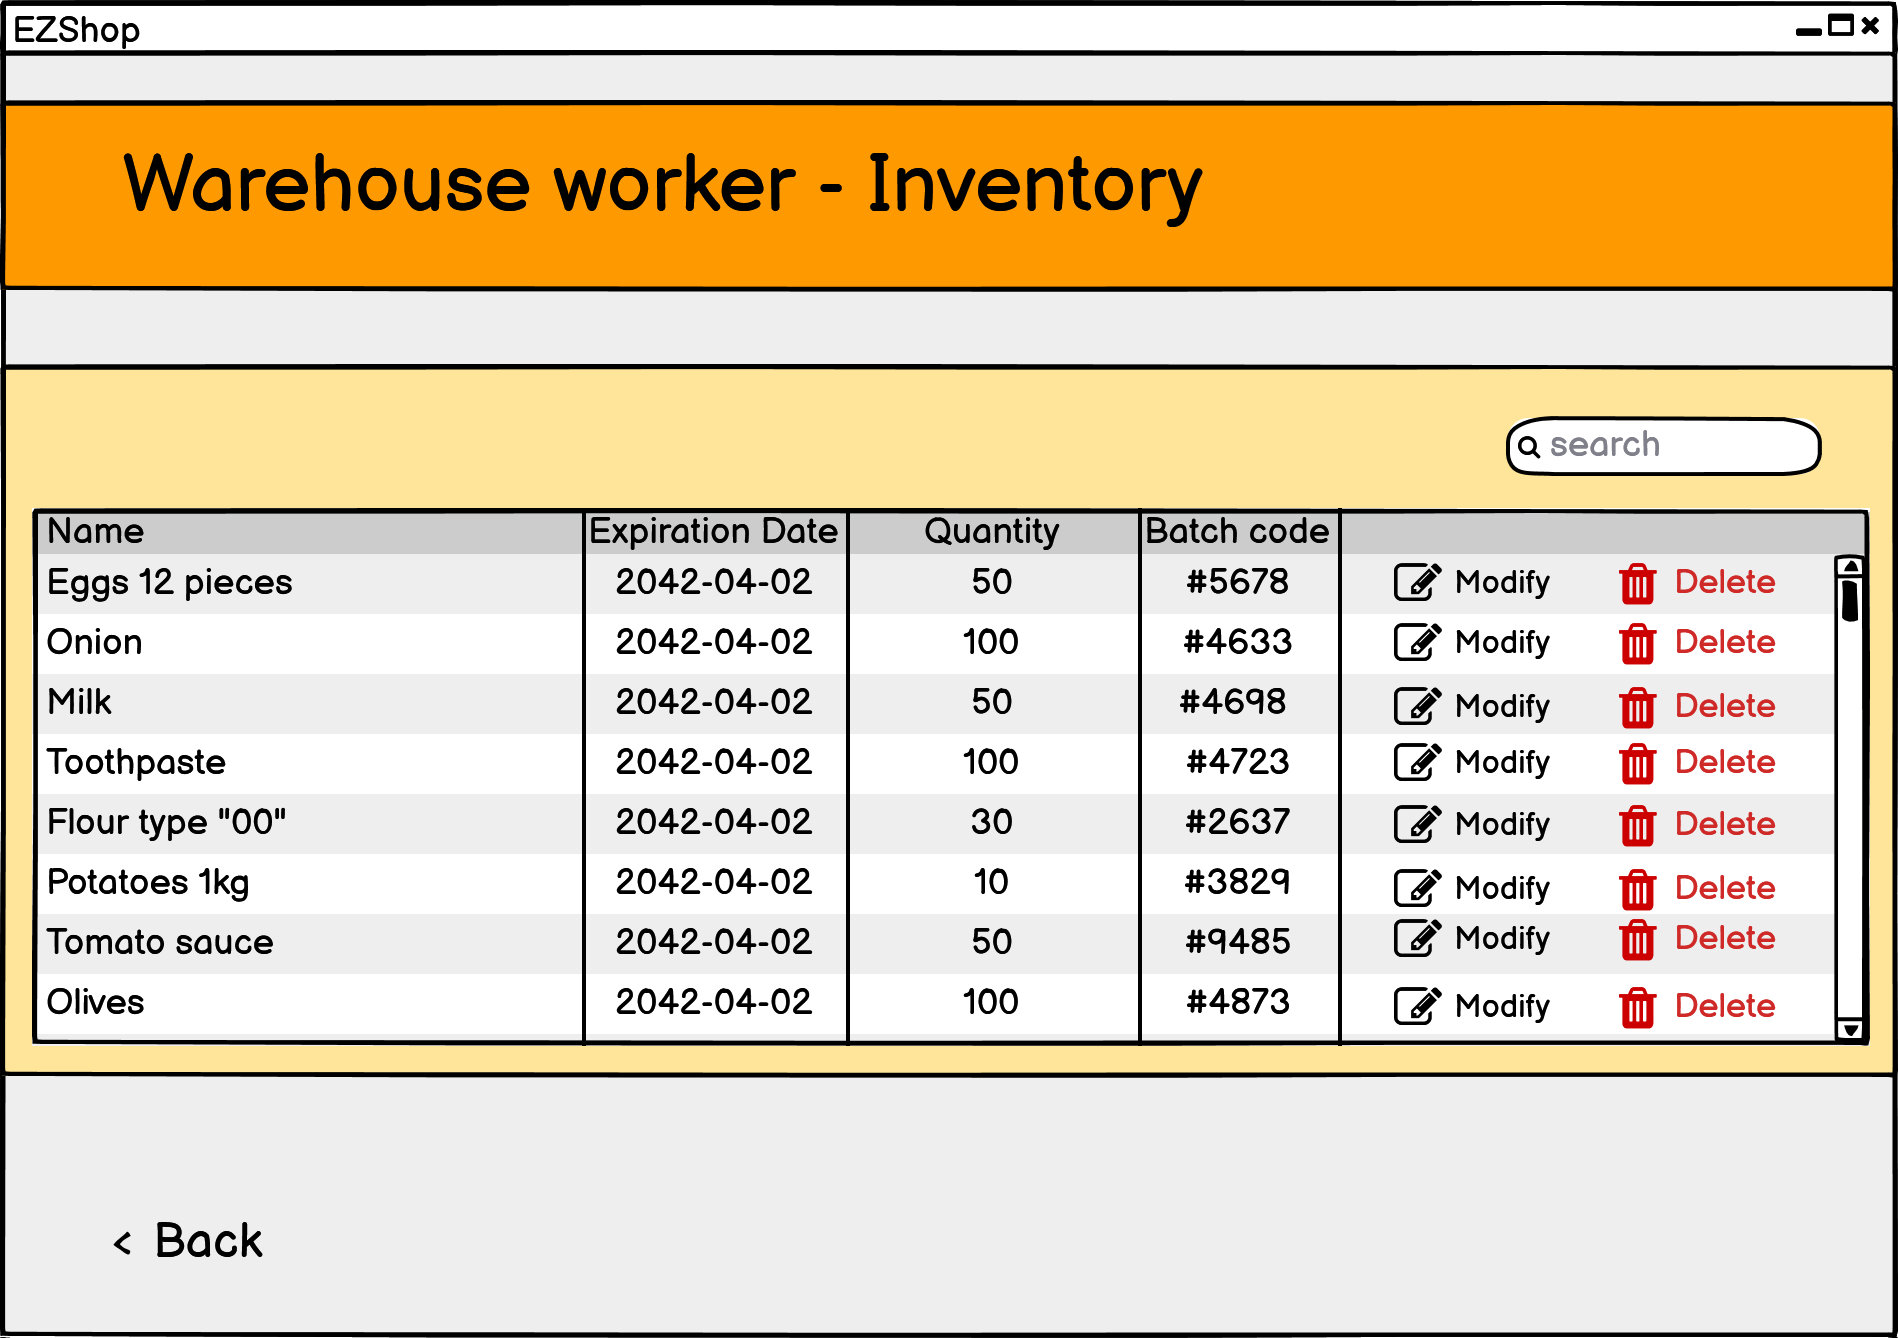 EZShop
Warehouse worker - Inventory
search
Name Expiration Date Quantity Batch code
Eggs 12 pieces 2042-04-02 50 #5678 Modify Delete
Onion 2042-04-02 100 #4633 Modify Delete
Milk 2042-04-02 50 #4698 Modify Delete
Toothpaste 2042-04-02 100 #4723 Modify Delete
Flour type "00" 2042-04-02 30 #2637 Modify Delete
Potatoes 1kg 2042-04-02 10 #3829 Modify Delete
Tomato sauce 2042-04-02 50 #9485 Modify Delete
Olives 2042-04-02 100 #4873 Modify Delete
< Back